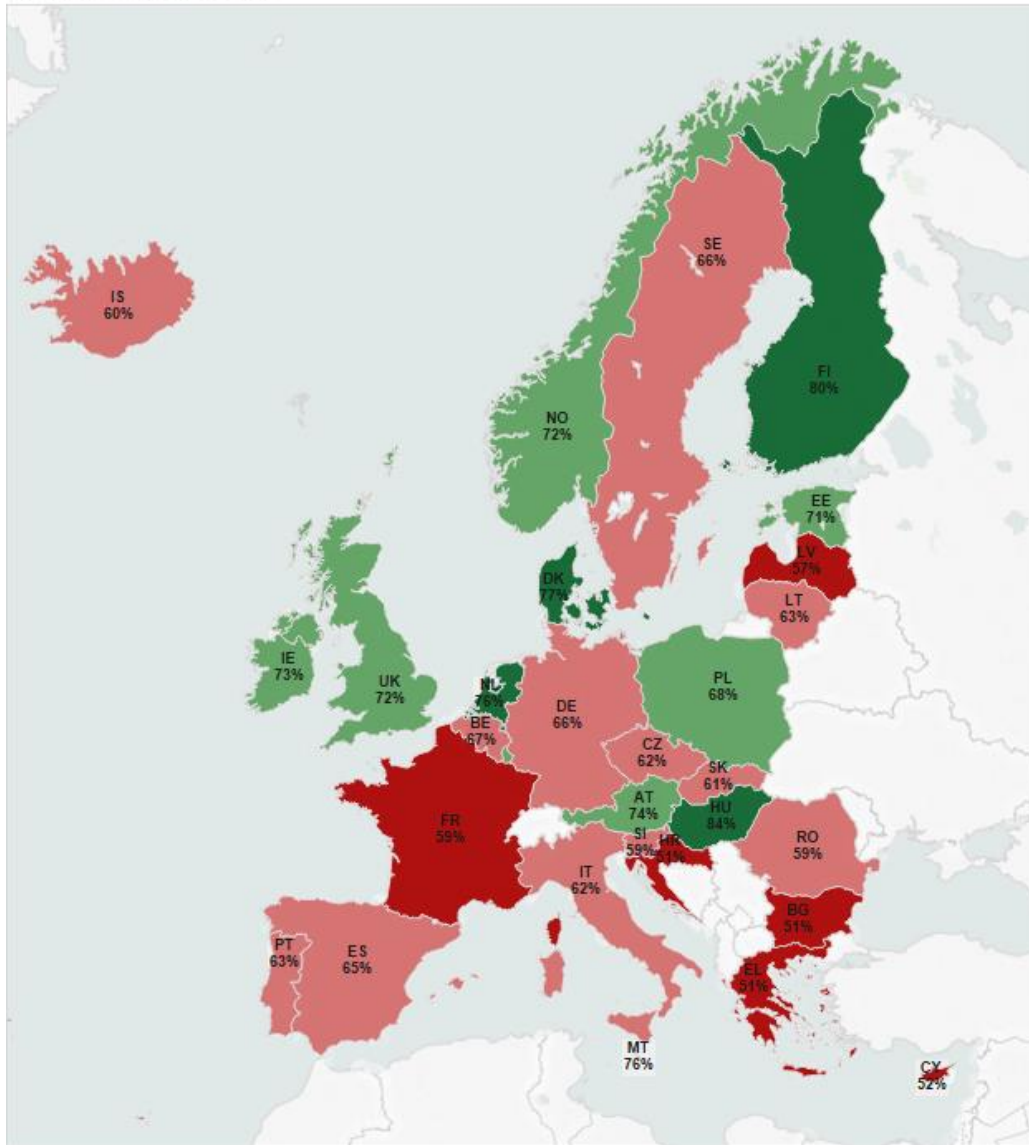 SE
66%
IS
60%
FI
80%
NO
72%
EE
71%
LV
57%
DK
77%
LT
63%
IE
73%
UK
72%
NL
76%
PL
68%
DE
66%
BE
67%
CZ
62%
SK
61%
AT
74%
HU
84%
FR
59%
SI
59%
HR
51%
RO
59%
IT
62%
BG
51%
PT
63%
ES
65%
EL
51%
MT
76%
CY
52%